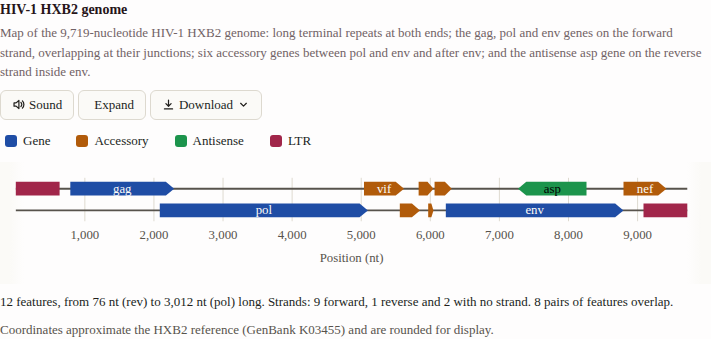 HIV-1 HXB2 genome
Map of the 9,719-nucleotide HIV-1 HXB2 genome: long terminal repeats at both ends; the gag, pol and env genes on the forward
strand, overlapping at their junctions; six accessory genes between pol and env and after env; and the antisense asp gene on the reverse
strand inside env.
Sound Expand Download
Gene Accessory Antisense LTR
gag vif asp nef
pol env
1,000 2,000 3,000 4,000 5,000 6,000 7,000 8,000 9,000
Position (nt)
12 features, from 76 nt (rev) to 3,012 nt (pol) long. Strands: 9 forward, 1 reverse and 2 with no strand. 8 pairs of features overlap.
Coordinates approximate the HXB2 reference (GenBank K03455) and are rounded for display.